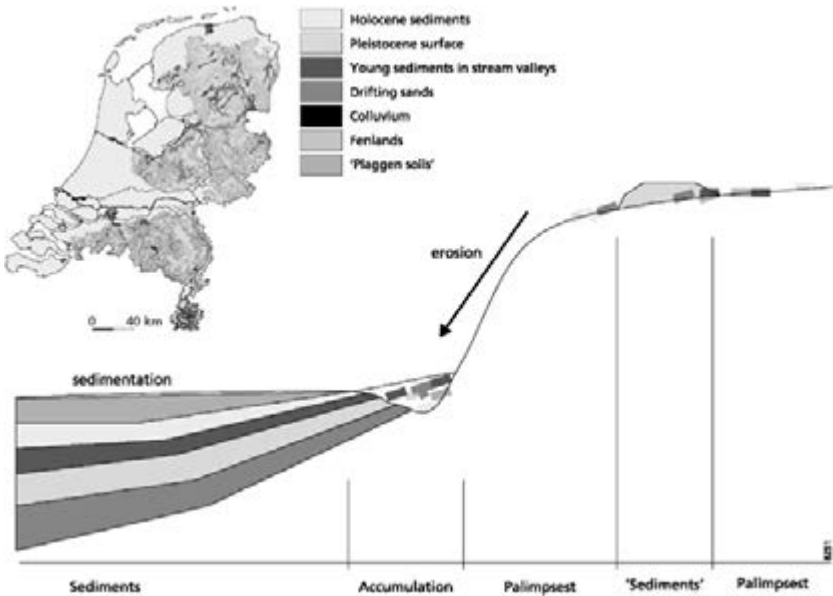 Holocene sediments
Pleistocene surface
Young sediments in stream valleys
Drifting sands
Colluvium
Fenlands
'Plaggen soils'
0 40 km
erosion
sedimentation
Sediments
Accumulation
Palimpsest
'Sediments'
Palimpsest